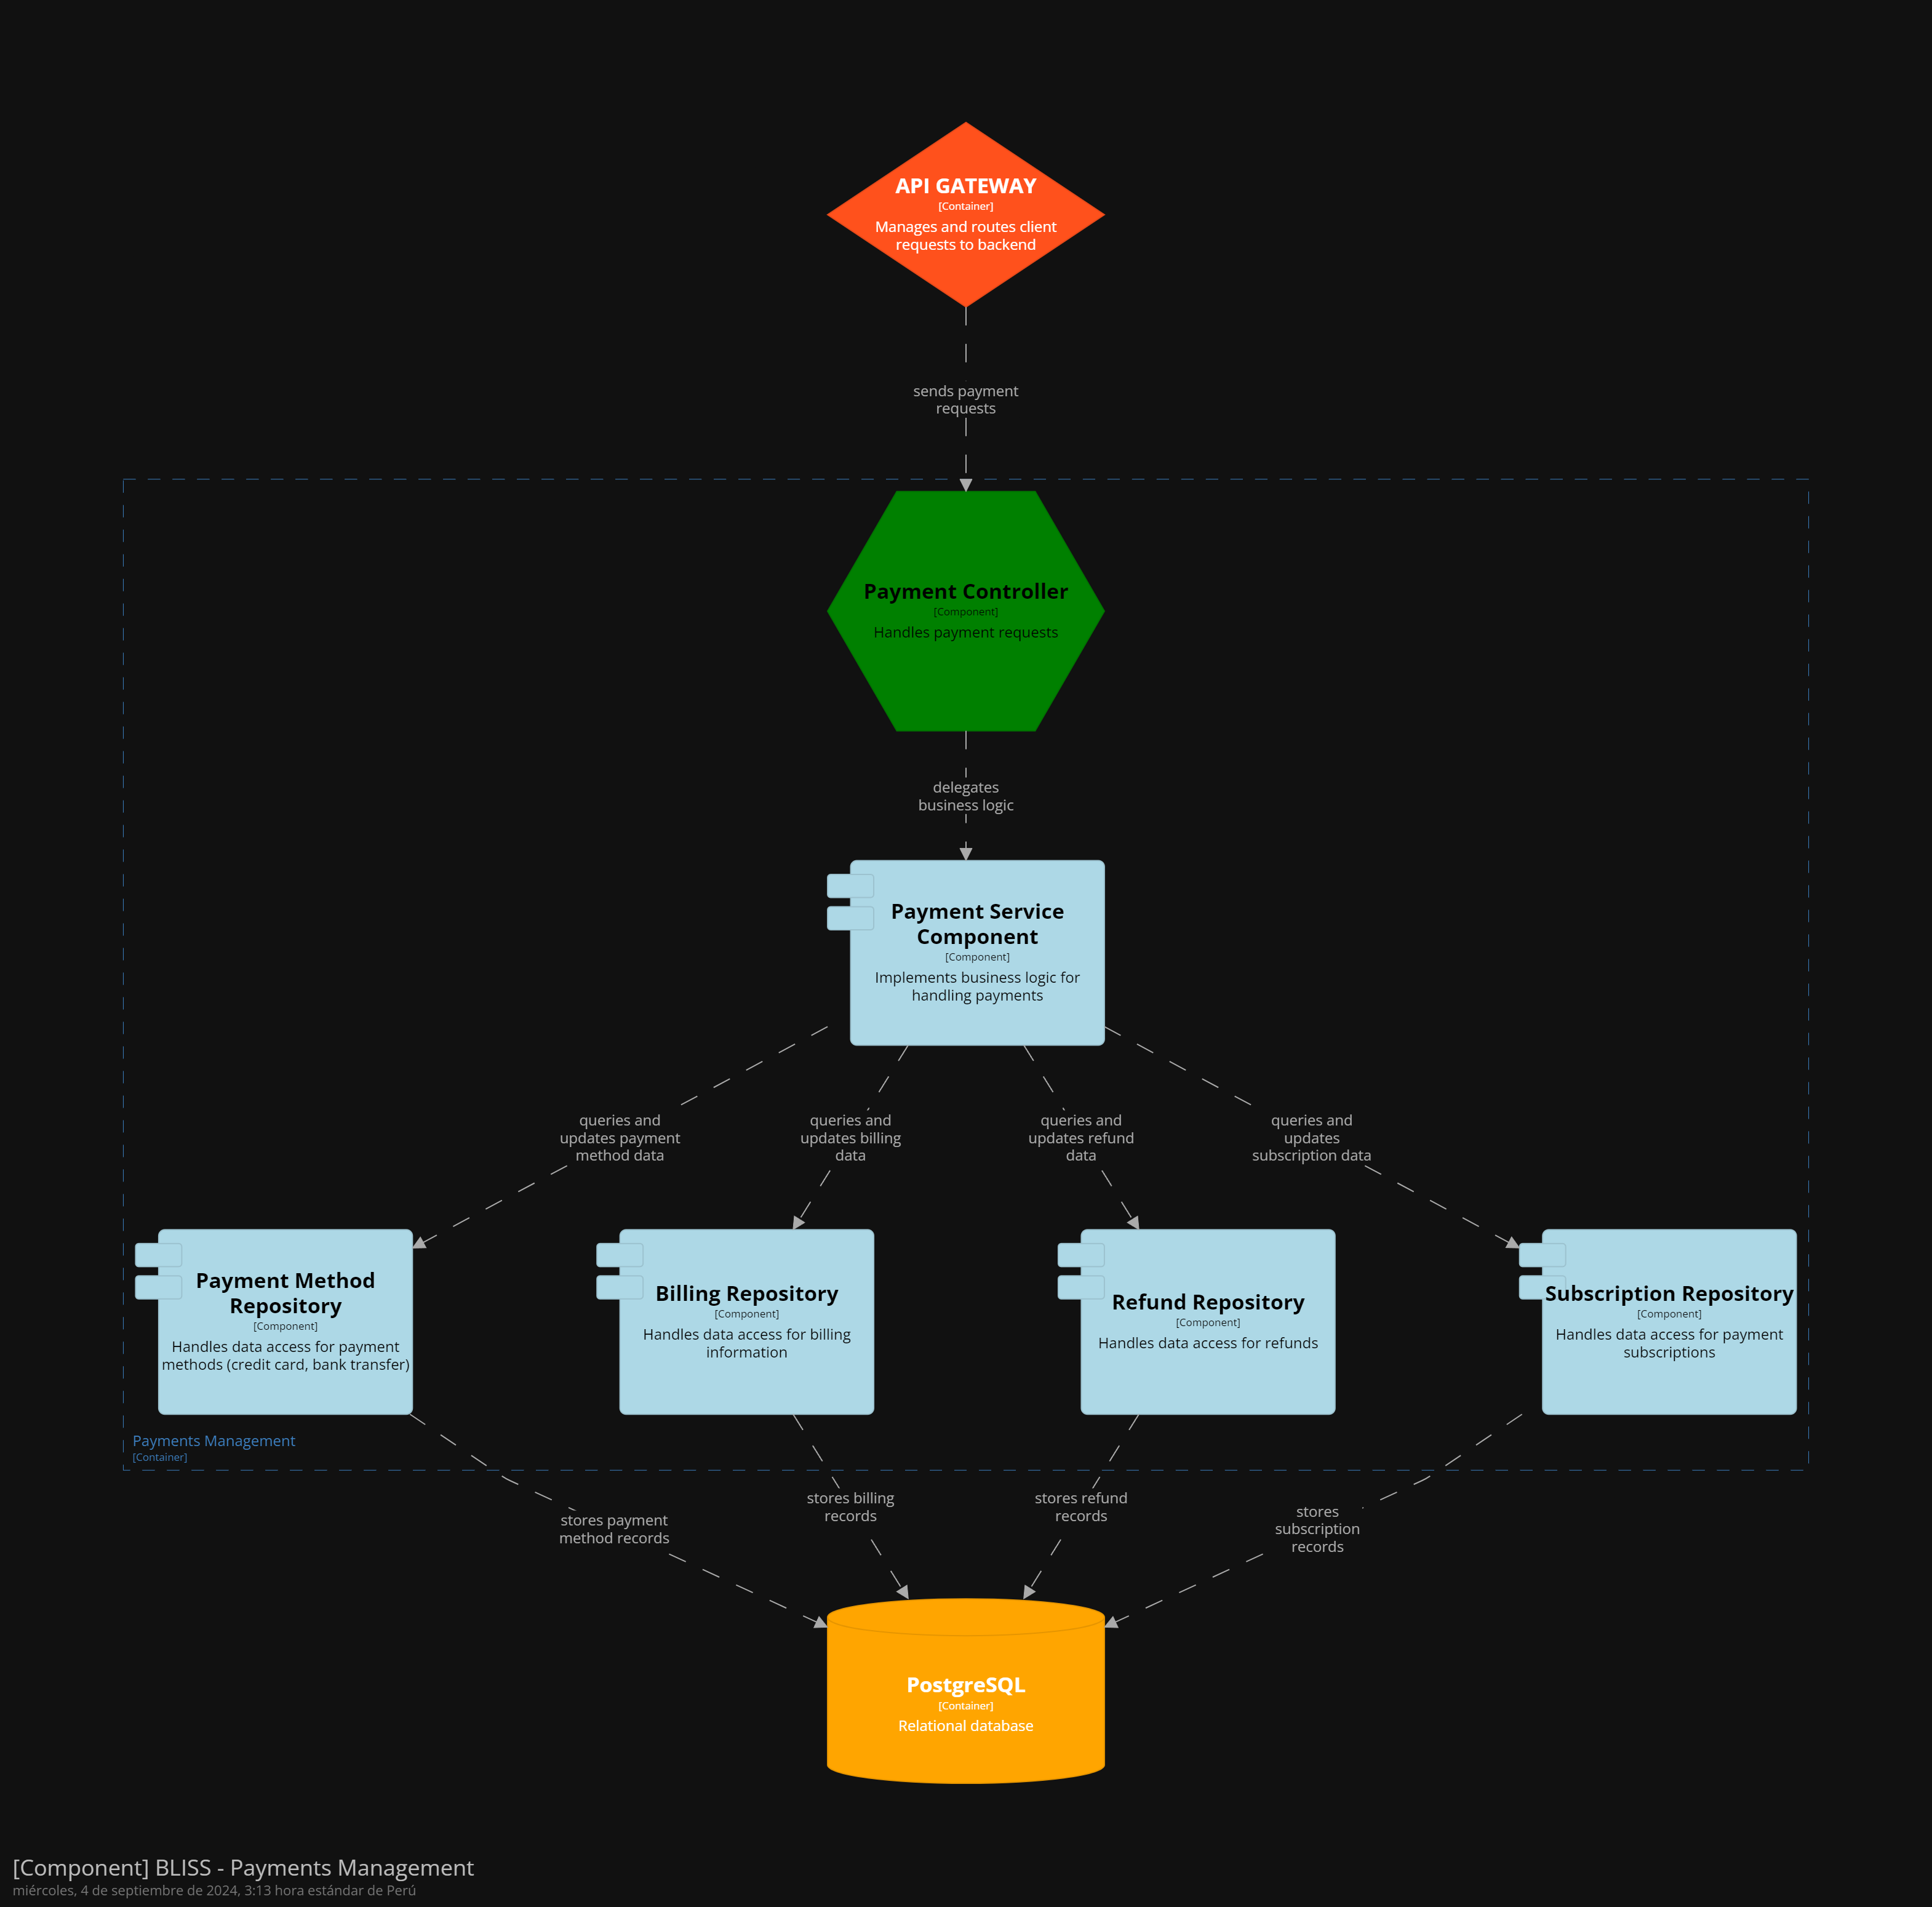 API GATEWAY
[Container]
Manages and routes client
requests to backend
sends payment
requests
Payment Controller
[Component]
Handles payment requests
delegates
business logic
Payment Service
Component
[Component]
Implements business logic for
handling payments
queries and
updates payment
method data
queries and
updates billing
data
queries and
updates refund
data
queries and
updates
subscription data
Payment Method
Repository
[Component]
Handles data access for payment
methods (credit card, bank transfer)
Billing Repository
[Component]
Handles data access for billing
information
Refund Repository
[Component]
Handles data access for refunds
Subscription Repository
[Component]
Handles data access for payment
subscriptions
Payments Management
[Container]
stores payment
method records
stores billing
records
stores refund
records
stores
subscription
records
PostgreSQL
[Container]
Relational database
[Component] BLISS - Payments Management
miércoles, 4 de septiembre de 2024, 3:13 hora estándar de Perú